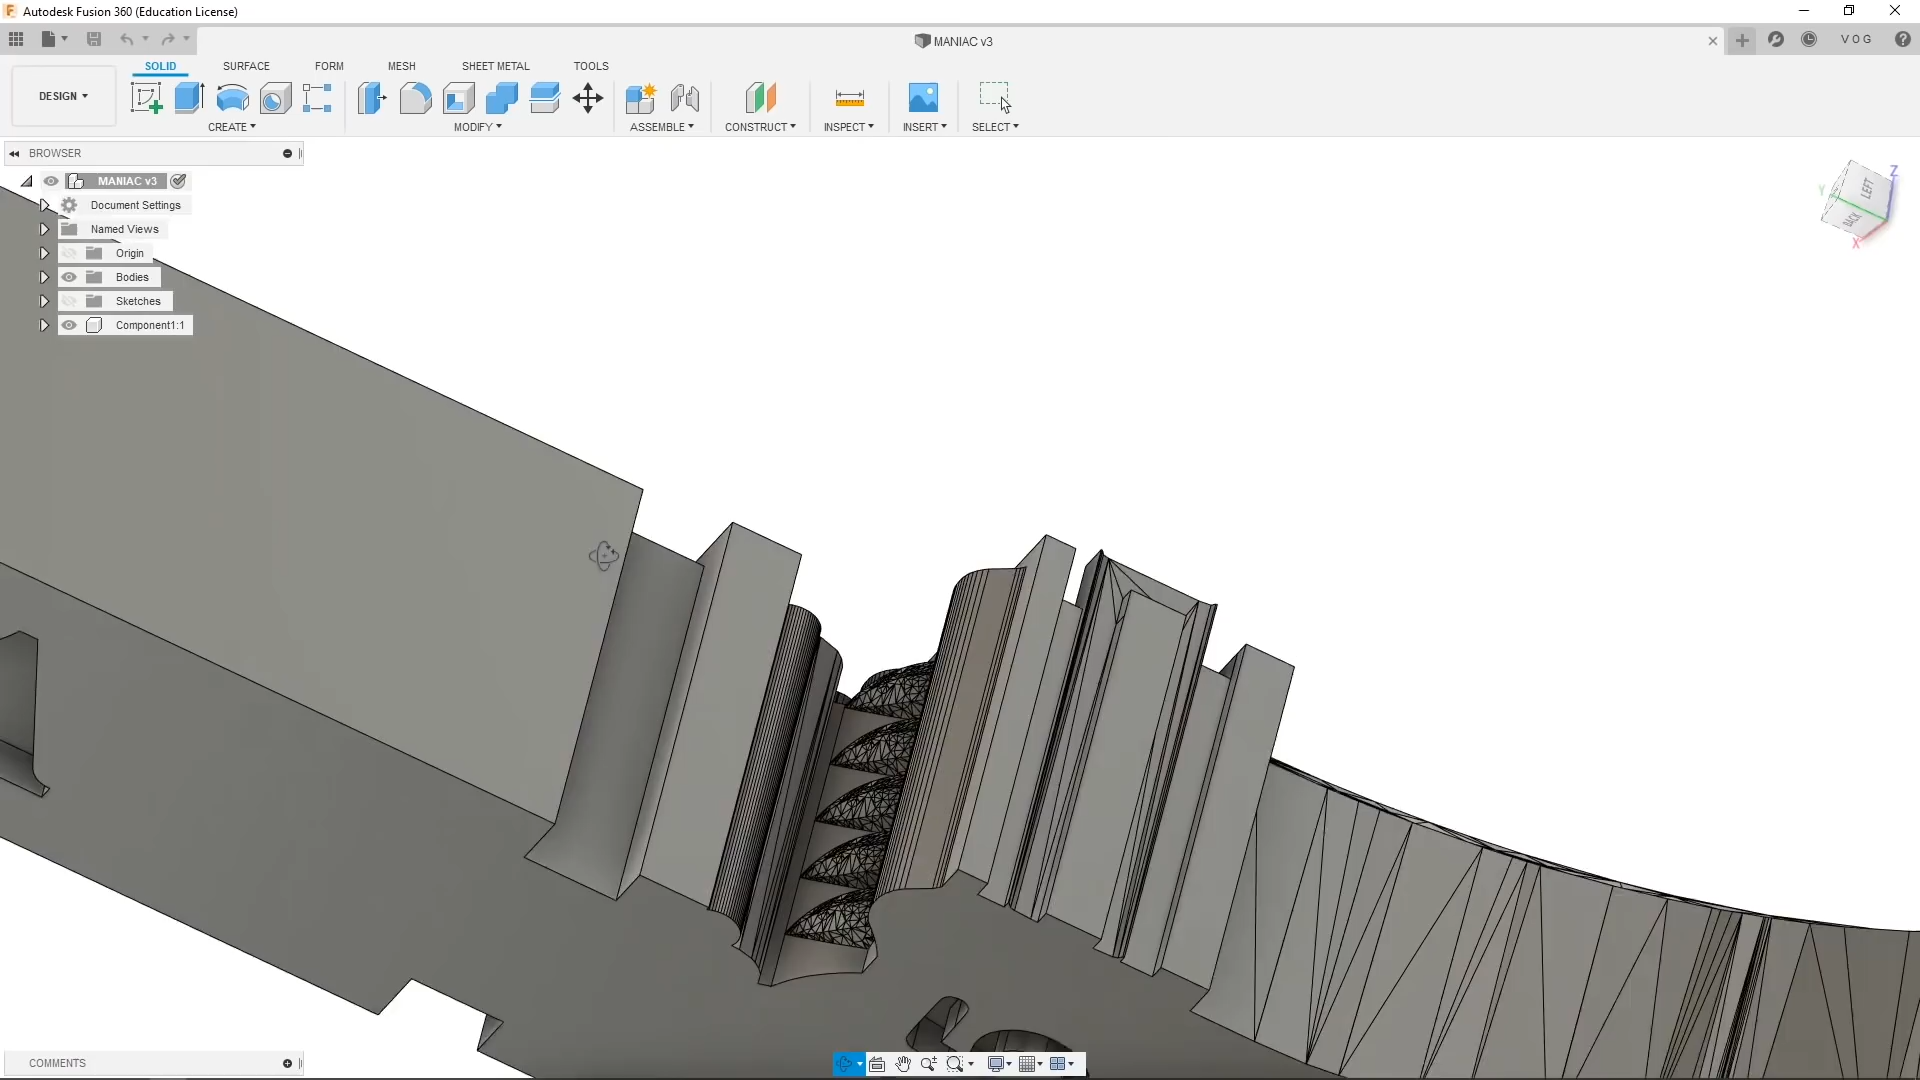 Autodesk Fusion 360 (Education License)
MANIAC v3
V O G
SOLID SURFACE FORM MESH SHEET METAL TOOLS
DESIGN
CREATE MODIFY ASSEMBLE CONSTRUCT INSPECT INSERT SELECT
BROWSER
MANIAC v3
Document Settings
Named Views
Origin
Bodies
Sketches
Component1:1
LEFT
BACK
Z
Y
X
COMMENTS